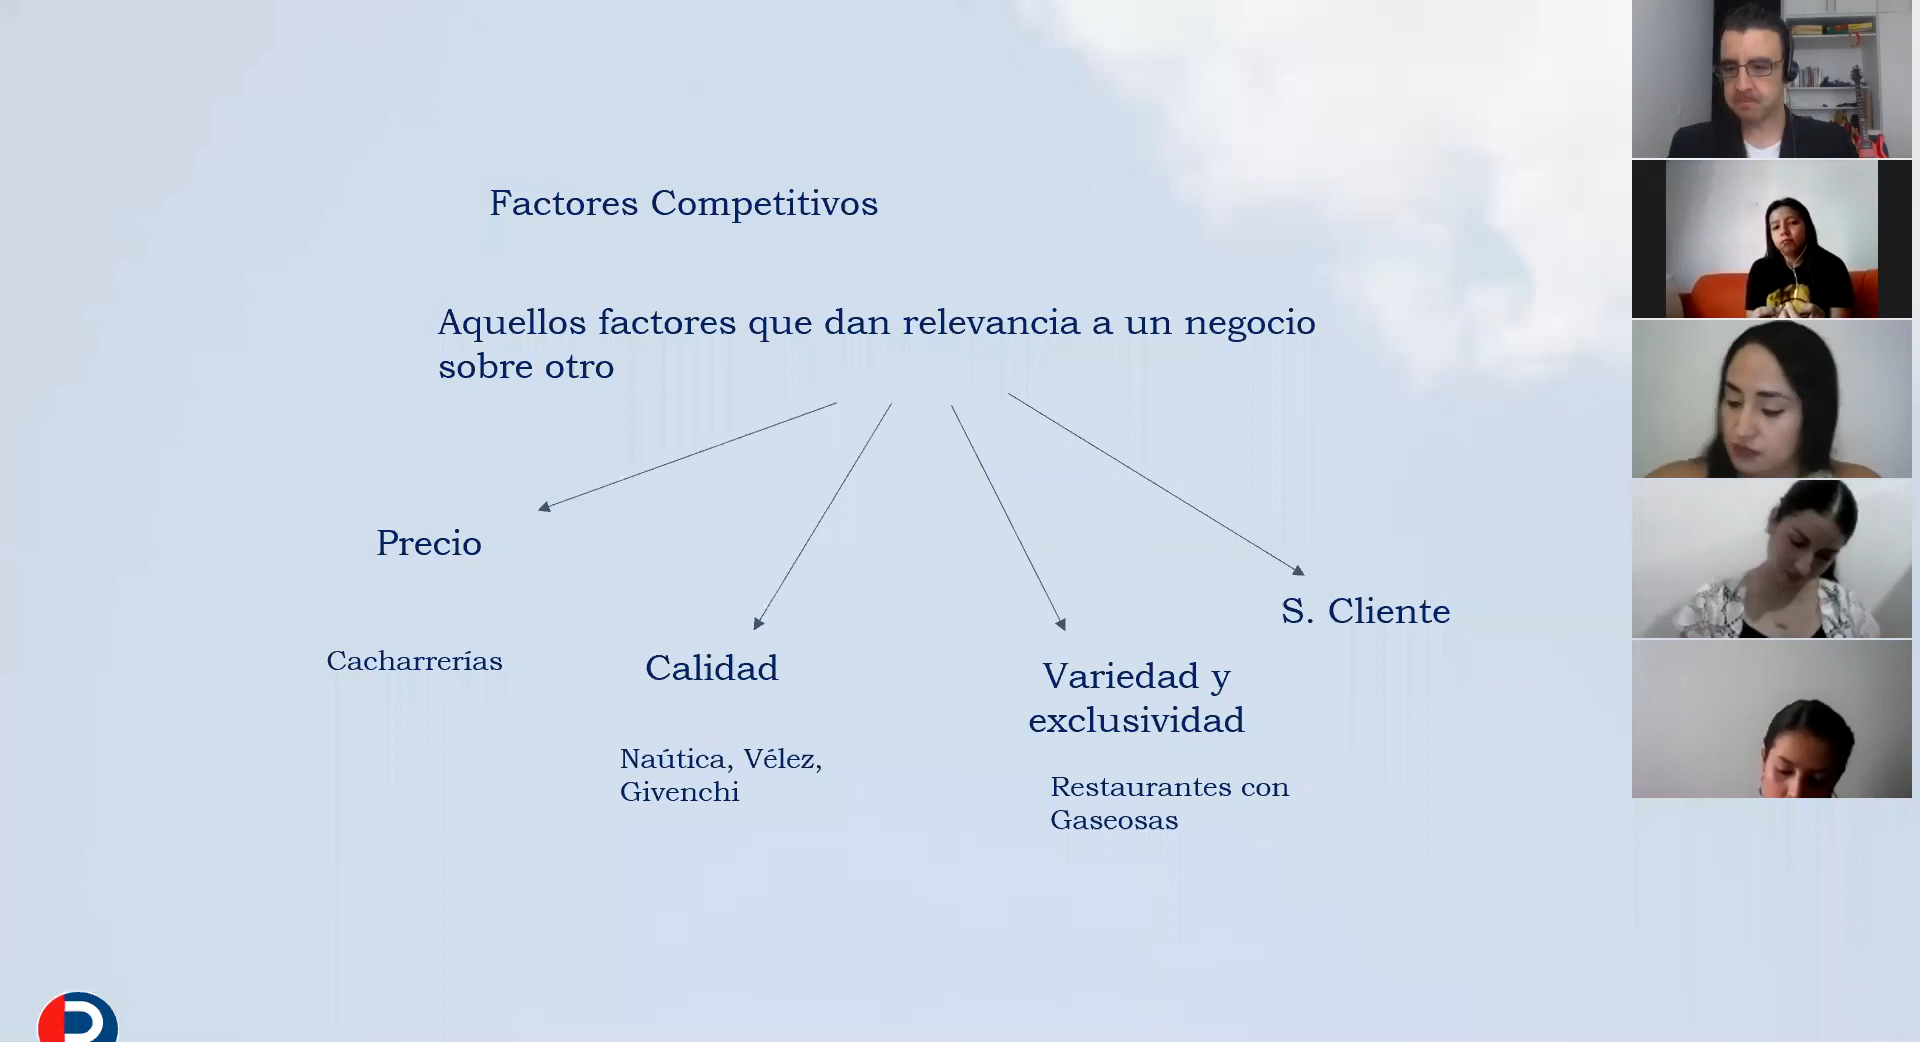 Factores Competitivos
Aquellos factores que dan relevancia a un negocio
sobre otro
Precio
Cacharrerías
Calidad
Naútica, Vélez,
Givenchi
Variedad y
exclusividad
Restaurantes con
Gaseosas
S. Cliente